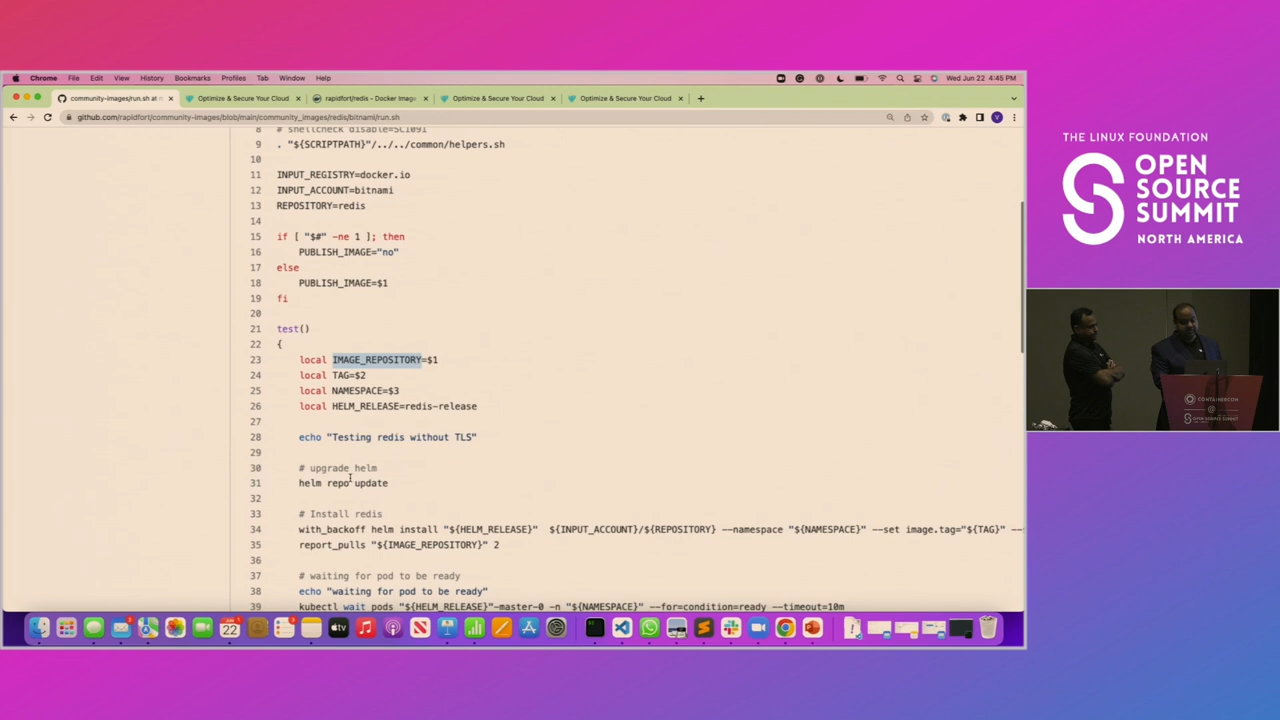 Chrome File Edit View History Bookmarks Profiles Tab Window Help
Wed Jun 22 4:45 PM
community-images/run.sh at m
Optimize & Secure Your Cloud
rapidfort/redis - Docker Image
Optimize & Secure Your Cloud
Optimize & Secure Your Cloud
github.com/rapidfort/community-images/blob/main/community_images/redis/bitnami/run.sh
8 # shellcheck disable=SC1091
9 . "${SCRIPTPATH}"/../../common/helpers.sh
10
11 INPUT_REGISTRY=docker.io
12 INPUT_ACCOUNT=bitnami
13 REPOSITORY=redis
14
15 if [ "$#" -ne 1 ]; then
16 PUBLISH_IMAGE="no"
17 else
18 PUBLISH_IMAGE=$1
19 fi
20
21 test()
22 {
23 local IMAGE_REPOSITORY=$1
24 local TAG=$2
25 local NAMESPACE=$3
26 local HELM_RELEASE=redis-release
27
28 echo "Testing redis without TLS"
29
30 # upgrade helm
31 helm repo update
32
33 # Install redis
34 with_backoff helm install "${HELM_RELEASE}" ${INPUT_ACCOUNT}/${REPOSITORY} --namespace "${NAMESPACE}" --set image.tag="${TAG}" --
35 report_pulls "${IMAGE_REPOSITORY}" 2
36
37 # waiting for pod to be ready
38 echo "waiting for pod to be ready"
39 kubectl wait pods "${HELM_RELEASE}"-master-0 -n "${NAMESPACE}" --for=condition=ready --timeout=10m
THE LINUX FOUNDATION
OPEN
SOURCE
SUMMIT
NORTH AMERICA
CONTAINERCON
@
OPEN SOURCE SUMMIT